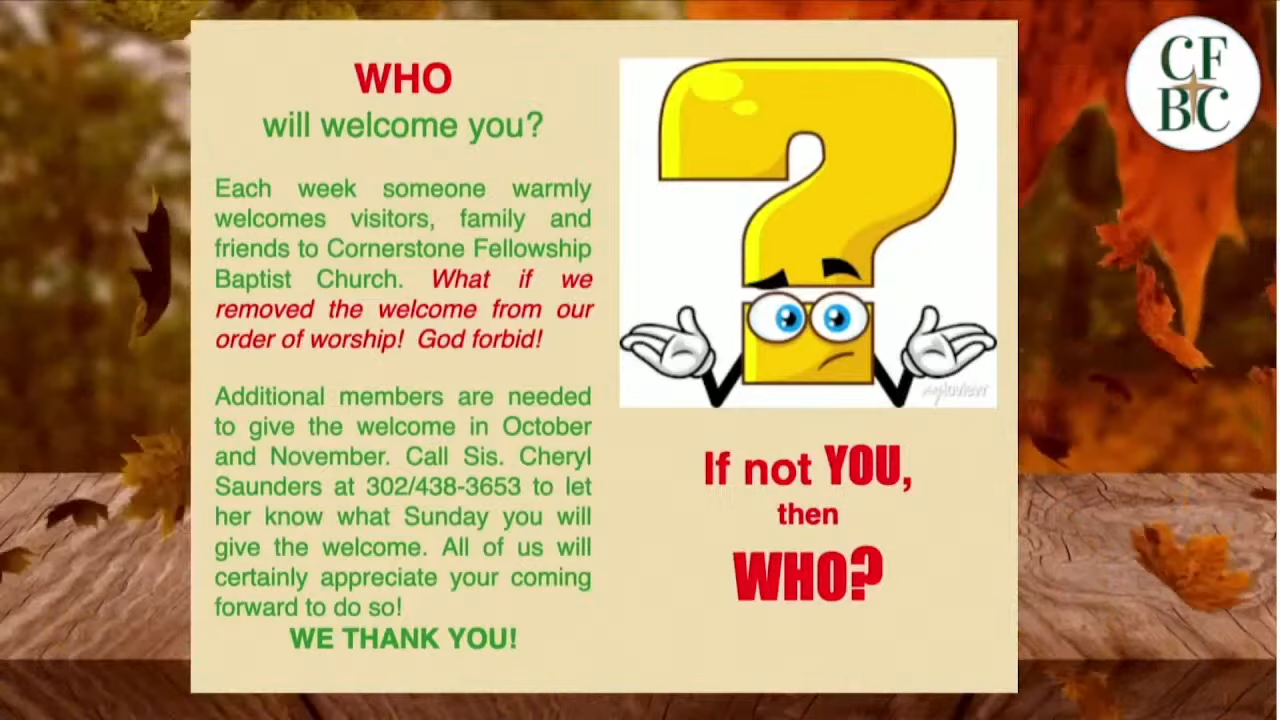 WHO
will welcome you?
Each week someone warmly
welcomes visitors, family and
friends to Cornerstone Fellowship
Baptist Church. What if we
removed the welcome from our
order of worship! God forbid!
Additional members are needed
to give the welcome in October
and November. Call Sis. Cheryl
Saunders at 302/438-3653 to let
her know what Sunday you will
give the welcome. All of us will
certainly appreciate your coming
forward to do so!
WE THANK YOU!
?
myloview
If not YOU,
then
WHO?
CF
BC